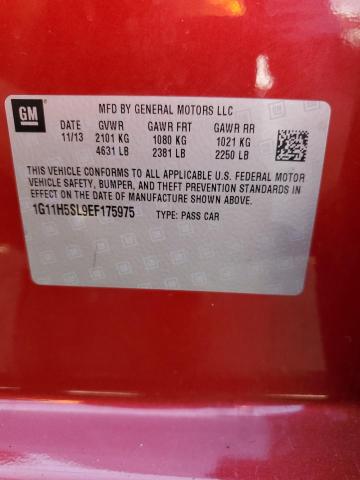 GM
MFD BY GENERAL MOTORS LLC
DATE GVWR GAWR FRT GAWR RR
11/13 2101 KG 1080 KG 1021 KG
4631 LB 2381 LB 2250 LB
THIS VEHICLE CONFORMS TO ALL APPLICABLE U.S. FEDERAL MOTOR
VEHICLE SAFETY, BUMPER, AND THEFT PREVENTION STANDARDS IN
EFFECT ON THE DATE OF MANUFACTURE SHOWN ABOVE.
1G11H5SL9EF175975 TYPE: PASS CAR